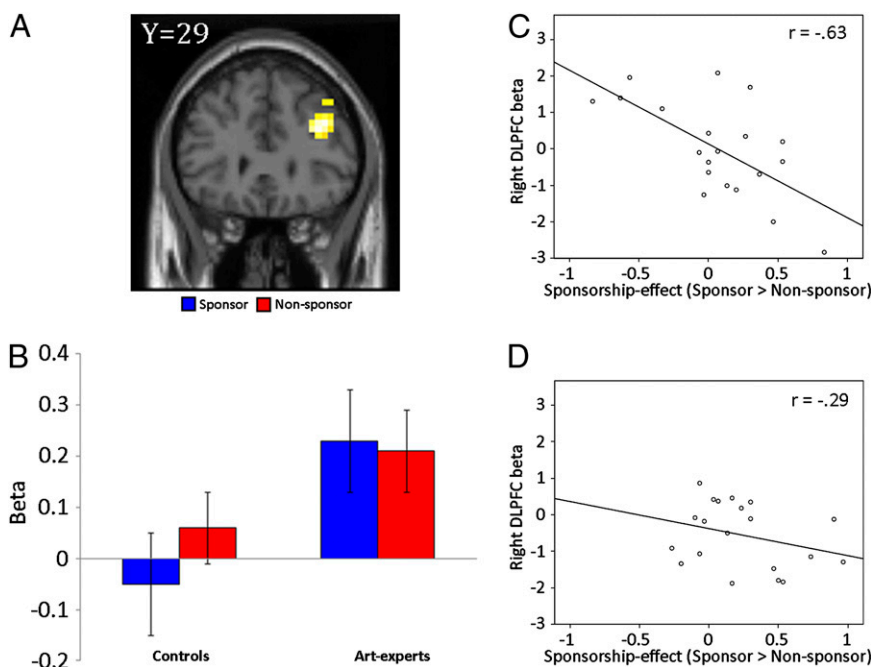 A
Y=29
Sponsor Non-sponsor
B
0.4
0.3
0.2
0.1
0
-0.1
-0.2
Beta
Controls Art-experts
C
r = -.63
Right DLPFC beta
3
2
1
0
-1
-2
-3
-1 -0.5 0 0.5 1
Sponsorship-effect (Sponsor > Non-sponsor)
D
r = -.29
Right DLPFC beta
3
2
1
0
-1
-2
-3
-1 -0.5 0 0.5 1
Sponsorship-effect (Sponsor > Non-sponsor)